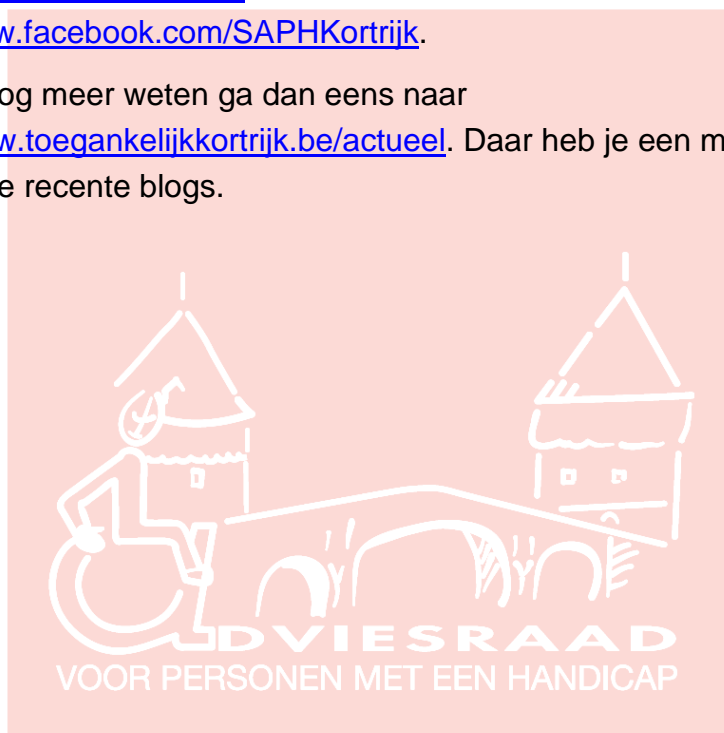 w.facebook.com/SAPHKortrijk.
og meer weten ga dan eens naar
w.toegankelijkkortrijk.be/actueel. Daar heb je een m
e recente blogs.
DVIESRAAD
VOOR PERSONEN MET EEN HANDICAP